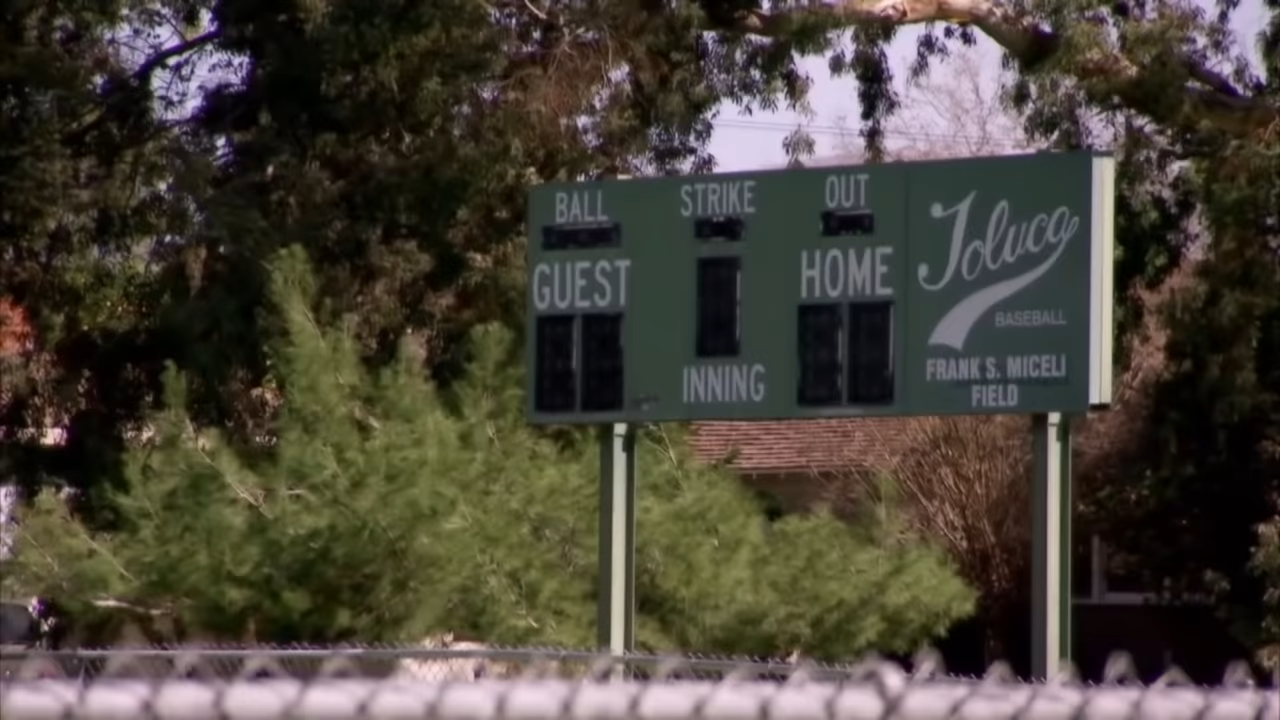 BALL STRIKE OUT
GUEST HOME
INNING
Toluca
BASEBALL
FRANK S. MICELI
FIELD